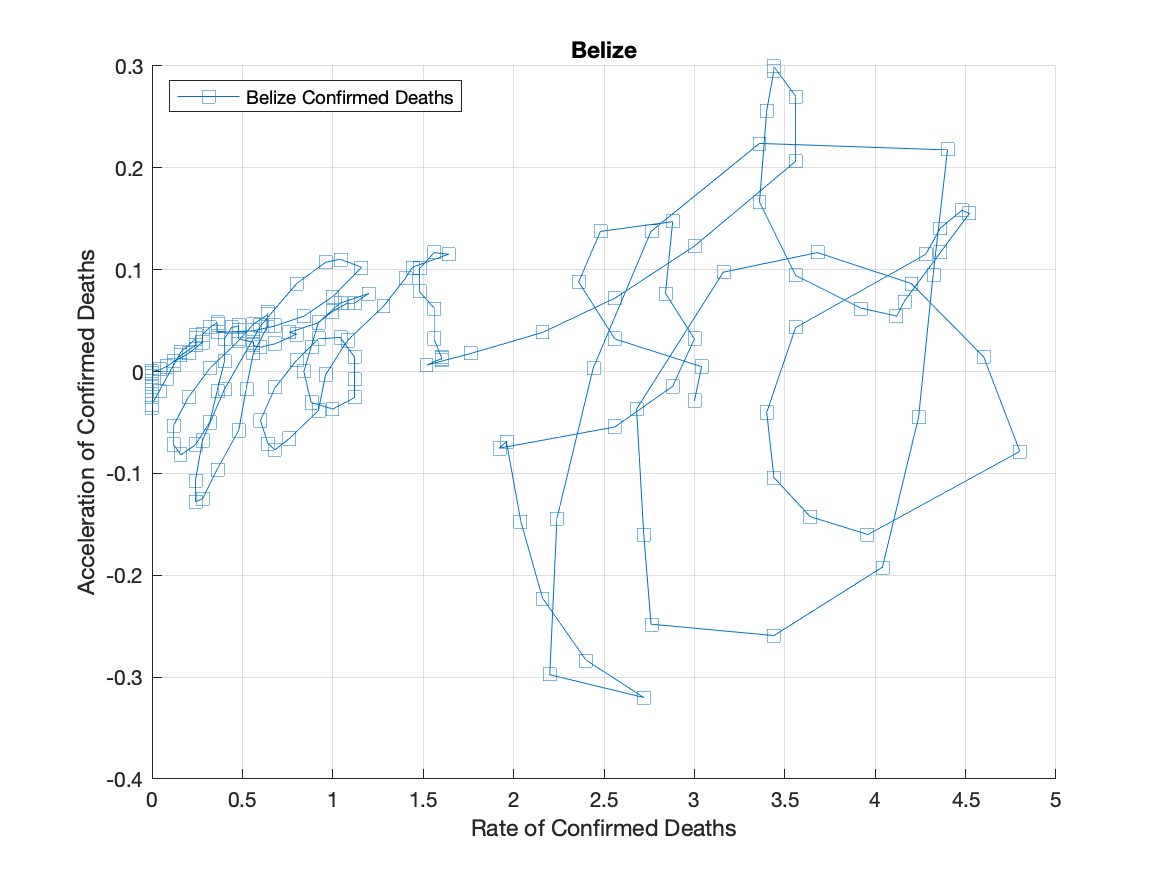 Belize
Belize Confirmed Deaths
0.3
0.2
0.1
0
-0.1
-0.2
-0.3
-0.4
Acceleration of Confirmed Deaths
0 0.5 1 1.5 2 2.5 3 3.5 4 4.5 5
Rate of Confirmed Deaths